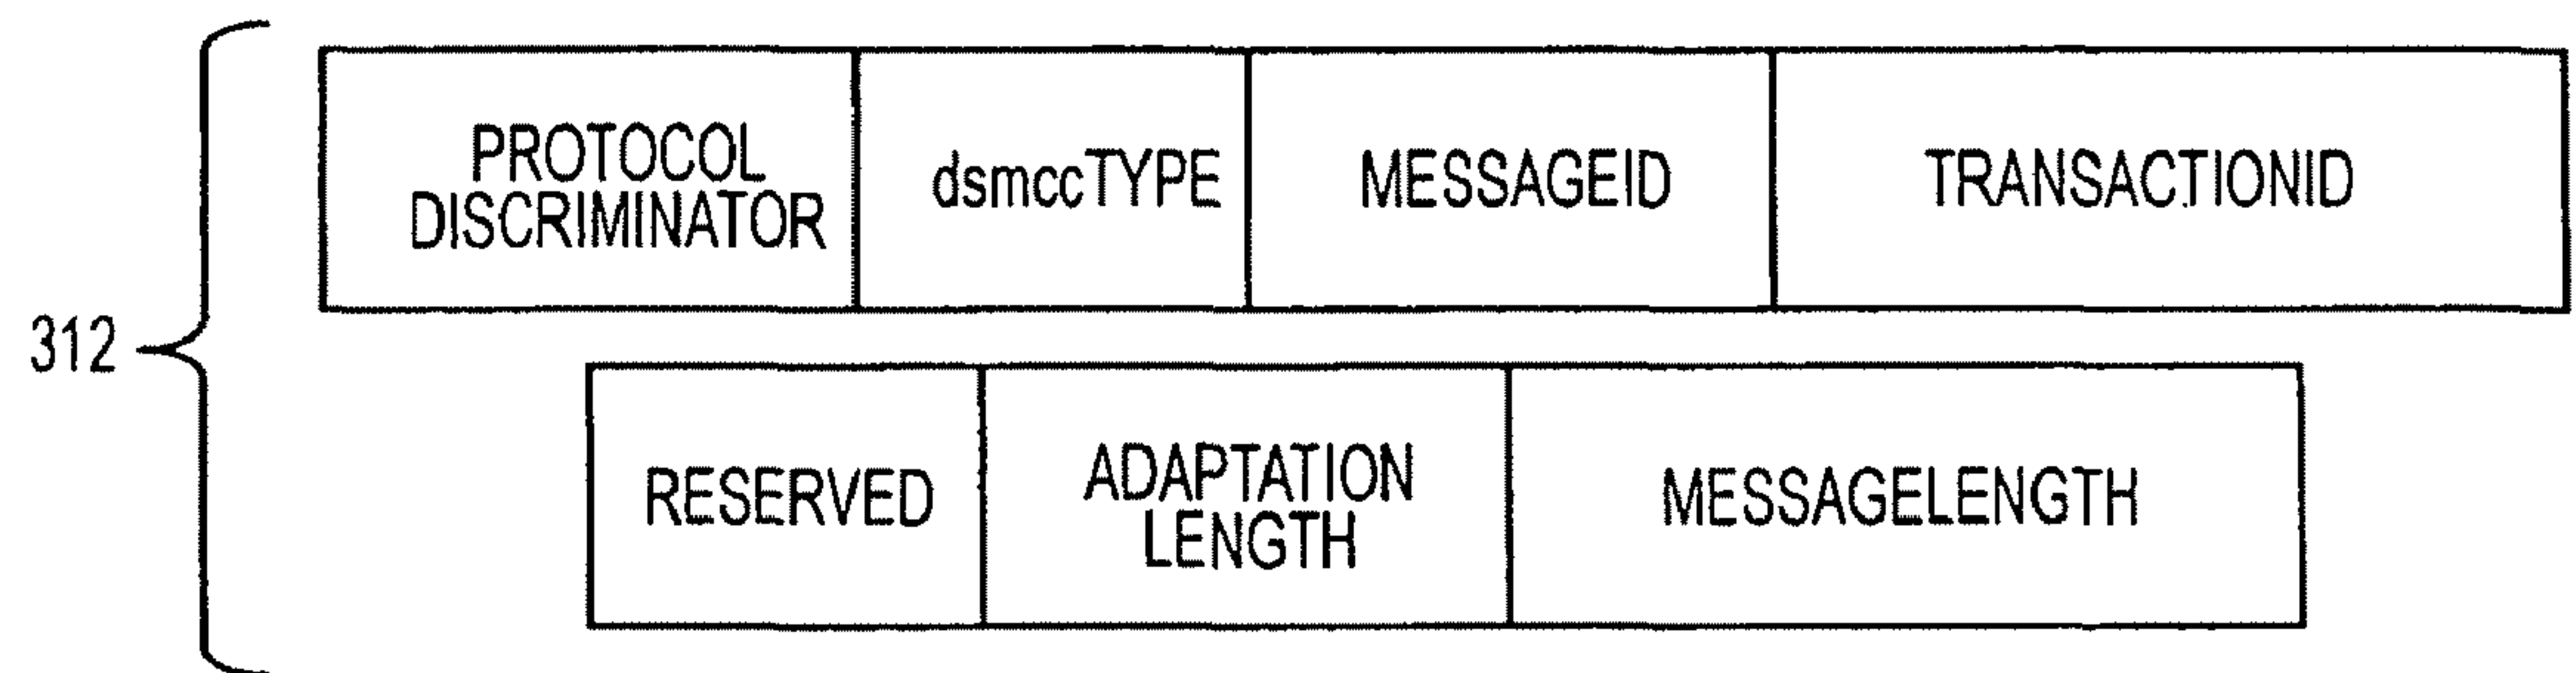 PROTOCOL
DISCRIMINATOR
dsmccTYPE
MESSAGEID
TRANSACTIONID
312
RESERVED
ADAPTATION
LENGTH
MESSAGELENGTH